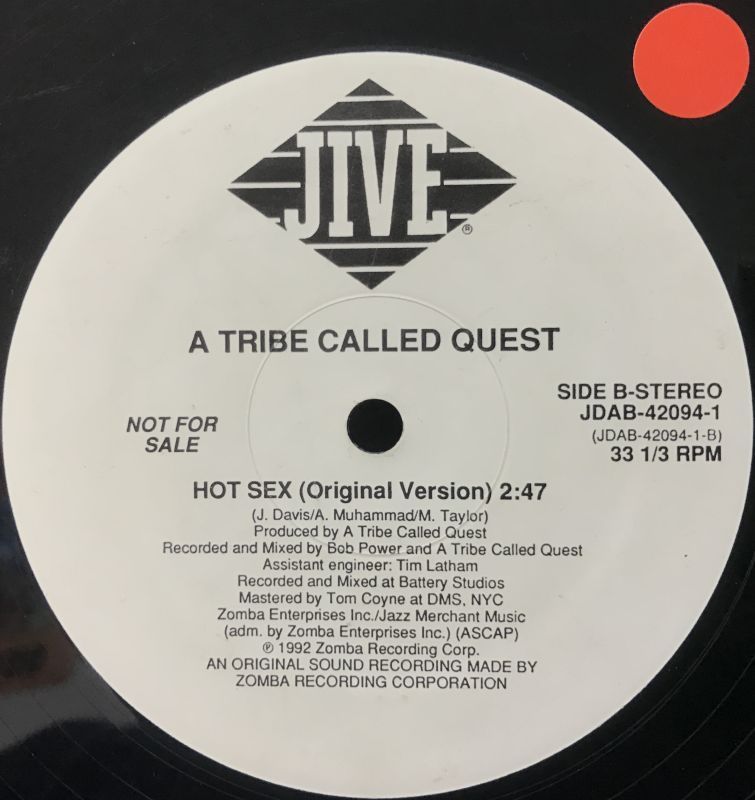 JIVE
®
A TRIBE CALLED QUEST
SIDE B-STEREO
JDAB-42094-1
(JDAB-42094-1-B)
33 1/3 RPM
NOT FOR
SALE
HOT SEX (Original Version) 2:47
(J. Davis/A. Muhammad/M. Taylor)
Produced by A Tribe Called Quest
Recorded and Mixed by Bob Power and A Tribe Called Quest
Assistant engineer: Tim Latham
Recorded and Mixed at Battery Studios
Mastered by Tom Coyne at DMS, NYC
Zomba Enterprises Inc./Jazz Merchant Music
(adm. by Zomba Enterprises Inc.) (ASCAP)
℗ 1992 Zomba Recording Corp.
AN ORIGINAL SOUND RECORDING MADE BY
ZOMBA RECORDING CORPORATION